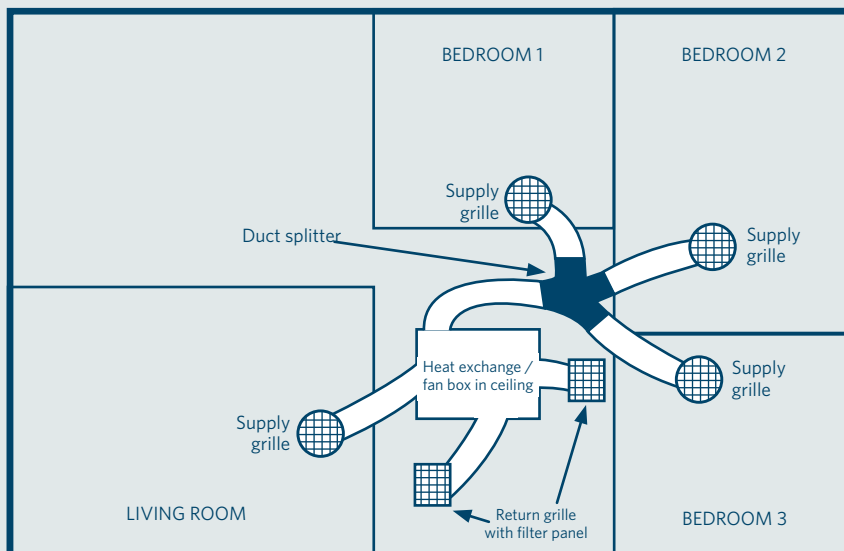 BEDROOM 1
BEDROOM 2
Supply
grille
Duct splitter
Supply
grille
Heat exchange /
fan box in ceiling
Supply
grille
Supply
grille
LIVING ROOM
Return grille
with filter panel
BEDROOM 3